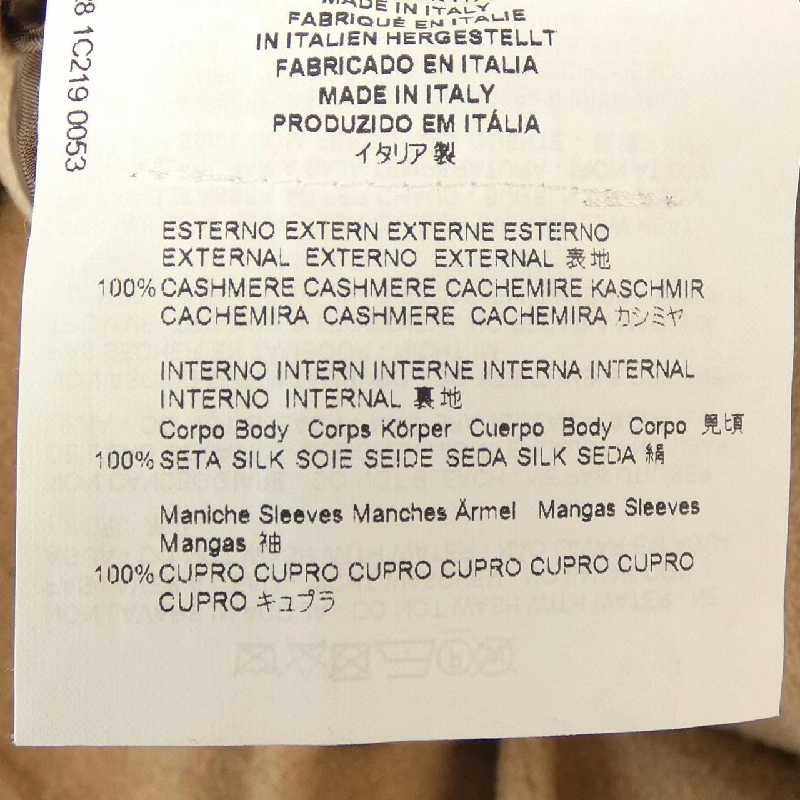 MADE IN ITALY
FABRIQUÉ EN ITALIE
IN ITALIEN HERGESTELLT
FABRICADO EN ITALIA
MADE IN ITALY
PRODUZIDO EM ITÁLIA
イタリア製
8 1C219 0053
ESTERNO EXTERN EXTERNE ESTERNO
EXTERNAL EXTERNO EXTERNAL 表地
100% CASHMERE CASHMERE CACHEMIRE KASCHMIR
CACHEMIRA CASHMERE CACHEMIRA カシミヤ
INTERNO INTERN INTERNE INTERNA INTERNAL
INTERNO INTERNAL 裏地
Corpo Body Corps Körper Cuerpo Body Corpo 見頃
100% SETA SILK SOIE SEIDE SEDA SILK SEDA 絹
Maniche Sleeves Manches Ärmel Mangas Sleeves
Mangas 袖
100% CUPRO CUPRO CUPRO CUPRO CUPRO CUPRO
CUPRO キュプラ